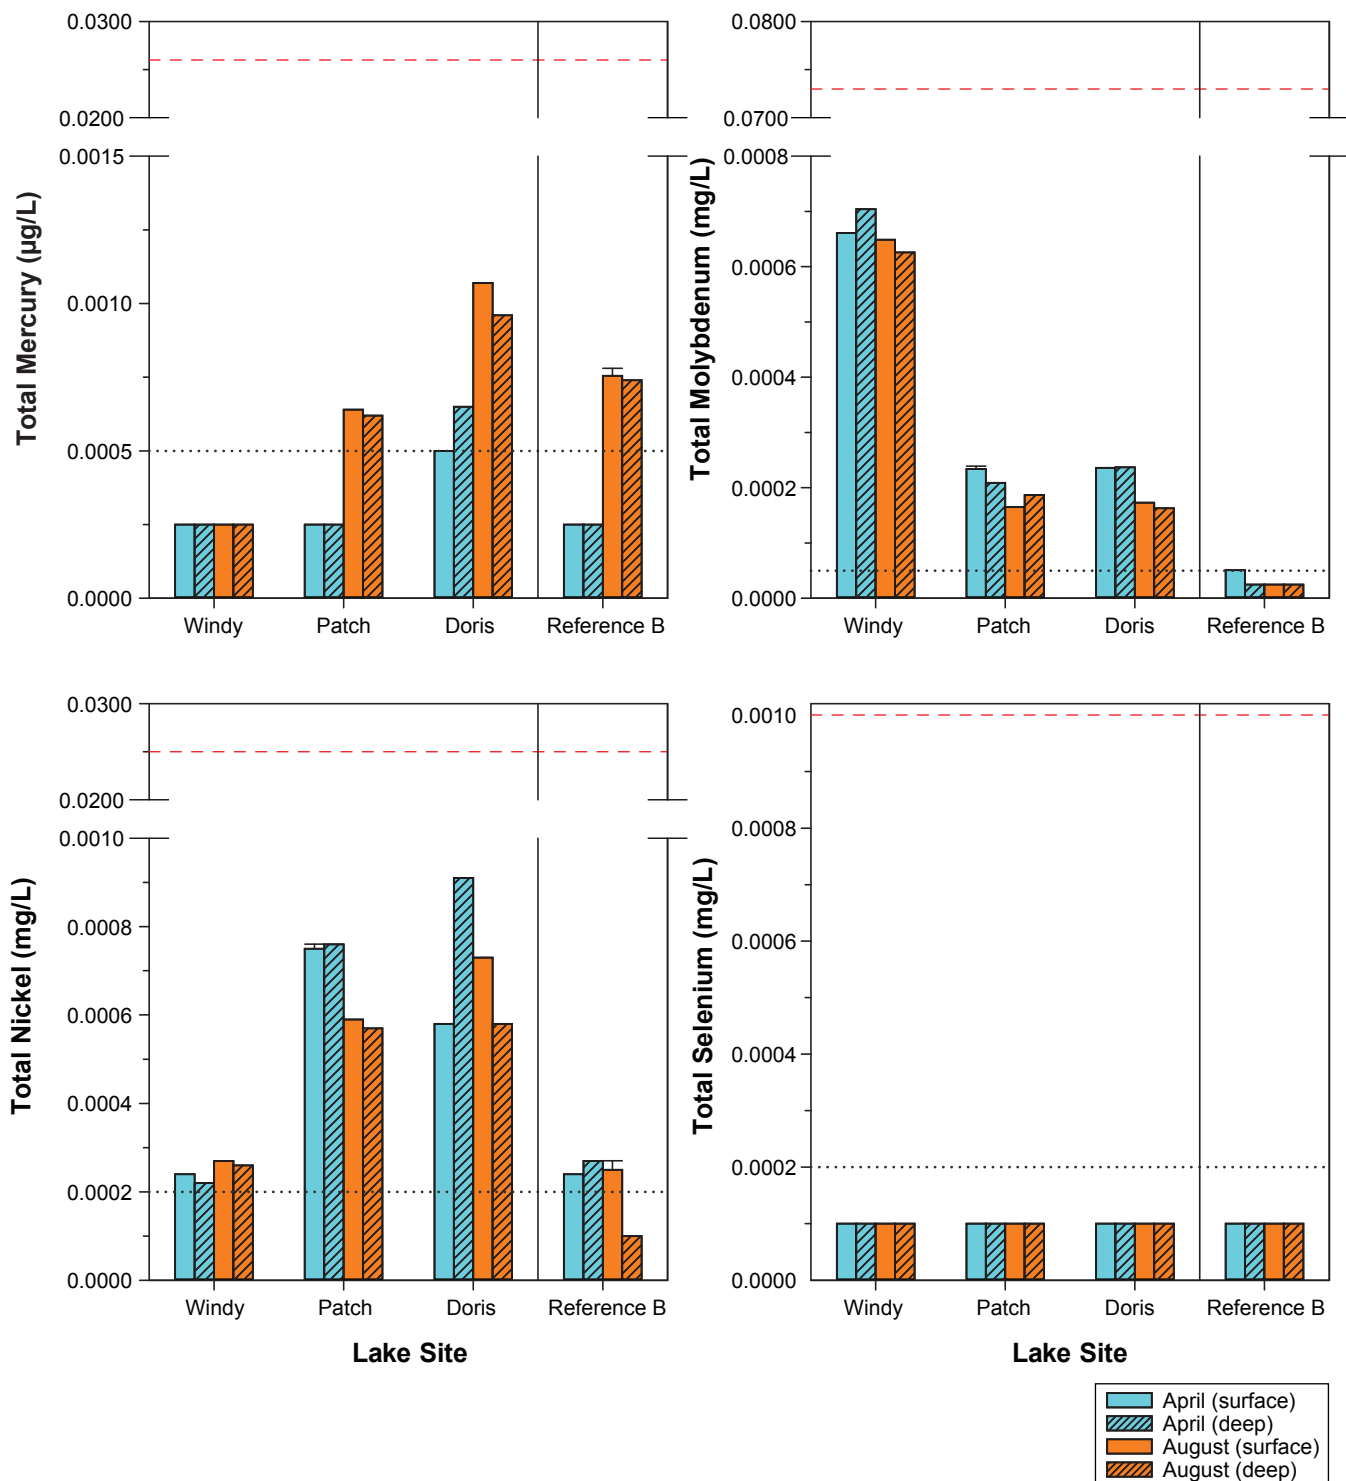 0.0300
0.0200
0.0015
0.0010
0.0005
0.0000
Total Mercury (µg/L)
Windy Patch Doris Reference B
0.0800
0.0700
0.0008
0.0006
0.0004
0.0002
0.0000
Total Molybdenum (mg/L)
Windy Patch Doris Reference B
0.0300
0.0200
0.0010
0.0008
0.0006
0.0004
0.0002
0.0000
Total Nickel (mg/L)
Windy Patch Doris Reference B
Lake Site
0.0010
0.0008
0.0006
0.0004
0.0002
0.0000
Total Selenium (mg/L)
Windy Patch Doris Reference B
Lake Site
April (surface)
April (deep)
August (surface)
August (deep)